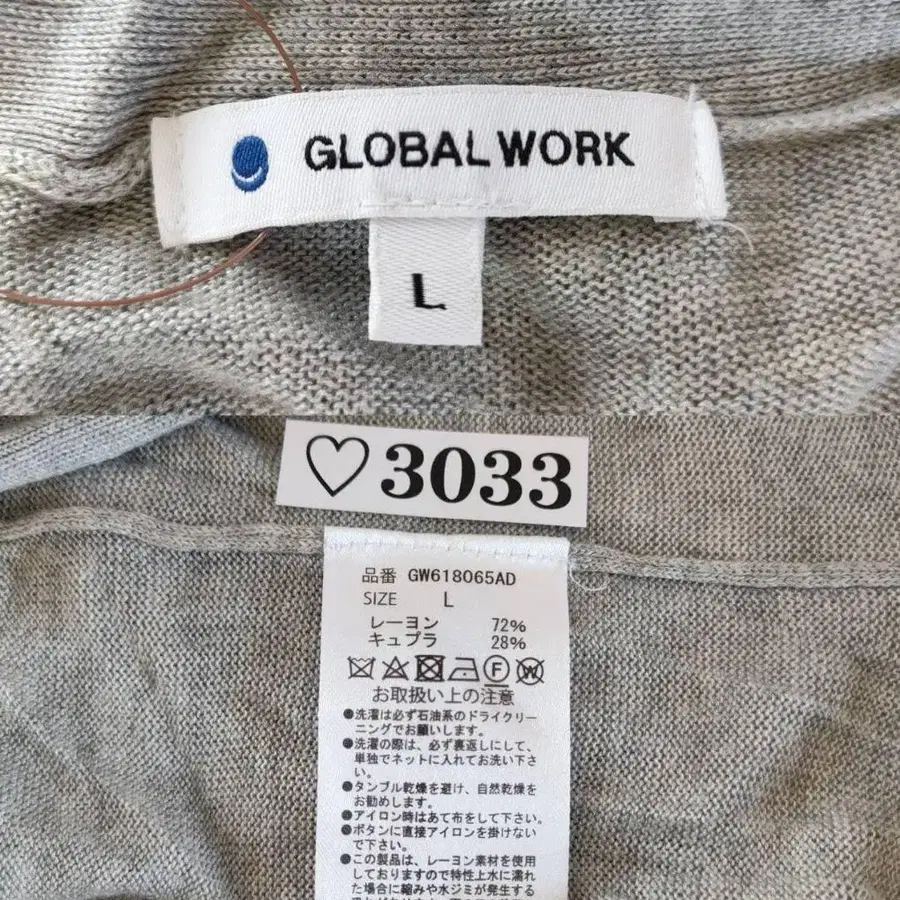 GLOBAL WORK
L
♡3033
品番 GW618065AD
SIZE L
レーヨン 72%
キュプラ 28%
F W
お取扱い上の注意
●洗濯は必ず石油系のドライクリー
ニングでお願いします。
●洗濯の際は、必ず裏返しにして、
単独でネットに入れてお洗い下さ
い。
●タンブル乾燥を避け、自然乾燥を
お勧めします。
●アイロン時はあて布をして下さい。
●ボタンに直接アイロンを掛けない
で下さい。
●この製品は、レーヨン素材を使用
しておりますので特性上水に濡れ
た場合に縮みや水ジミが発生する